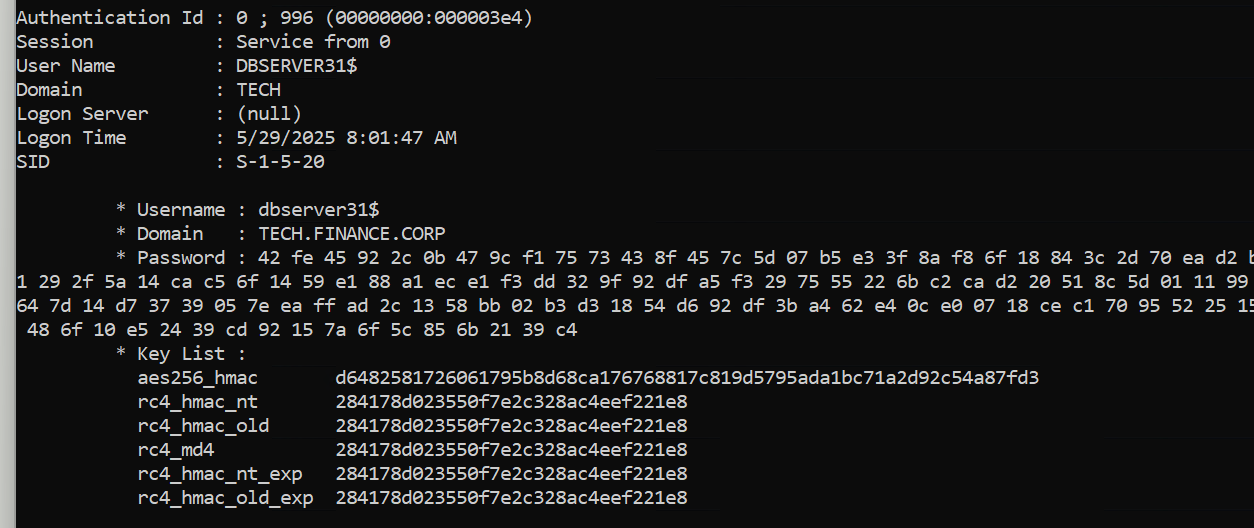 Authentication Id : 0 ; 996 (00000000:000003e4)
Session           : Service from 0
User Name         : DBSERVER31$
Domain            : TECH
Logon Server      : (null)
Logon Time        : 5/29/2025 8:01:47 AM
SID               : S-1-5-20
* Username : dbserver31$
* Domain   : TECH.FINANCE.CORP
* Password : 42 fe 45 92 2c 0b 47 9c f1 75 73 43 8f 45 7c 5d 07 b5 e3 3f 8a f8 6f 18 84 3c 2d 70 ea d2
1 29 2f 5a 14 ca c5 6f 14 59 e1 88 a1 ec e1 f3 dd 32 9f 92 df a5 f3 29 75 55 22 6b c2 ca d2 20 51 8c 5d 01 11 99
64 7d 14 d7 37 39 05 7e ea ff ad 2c 13 58 bb 02 b3 d3 18 54 d6 92 df 3b a4 62 e4 0c e0 07 18 ce c1 70 95 52 25 15
48 6f 10 e5 24 39 cd 92 15 7a 6f 5c 85 6b 21 39 c4
* Key List :
aes256_hmac       d6482581726061795b8d68ca176768817c819d5795ada1bc71a2d92c54a87fd3
rc4_hmac_nt       284178d023550f7e2c328ac4eef221e8
rc4_hmac_old      284178d023550f7e2c328ac4eef221e8
rc4_md4           284178d023550f7e2c328ac4eef221e8
rc4_hmac_nt_exp   284178d023550f7e2c328ac4eef221e8
rc4_hmac_old_exp  284178d023550f7e2c328ac4eef221e8